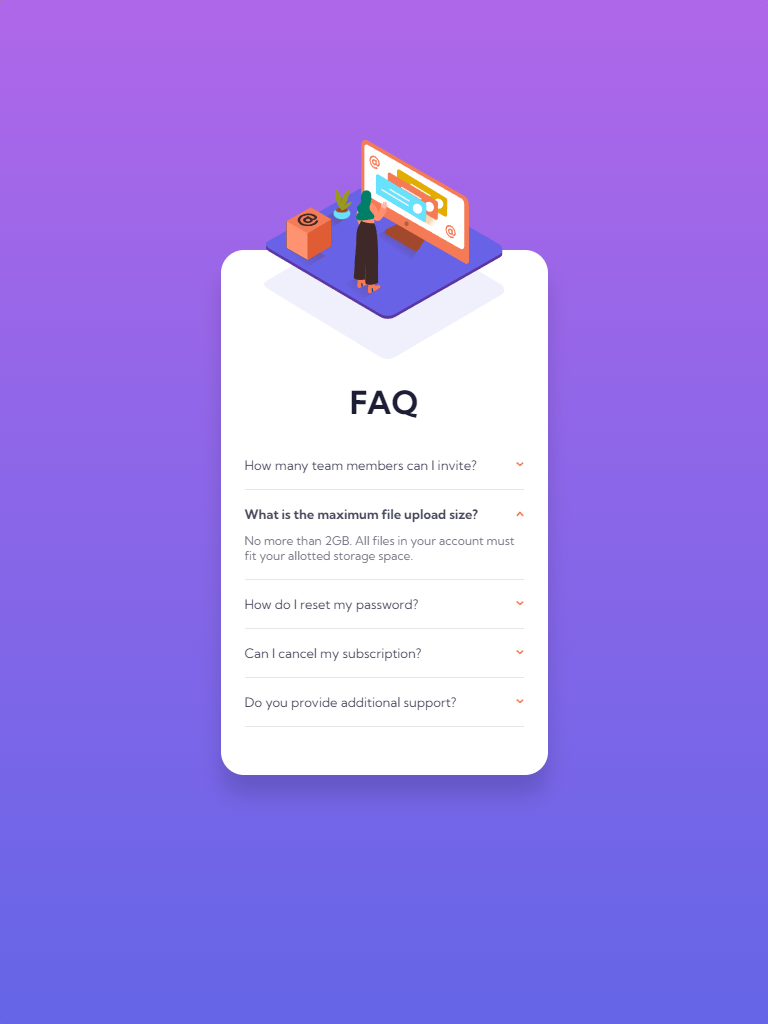 FAQ
How many team members can I invite?
What is the maximum file upload size?
No more than 2GB. All files in your account must
fit your allotted storage space.
How do I reset my password?
Can I cancel my subscription?
Do you provide additional support?